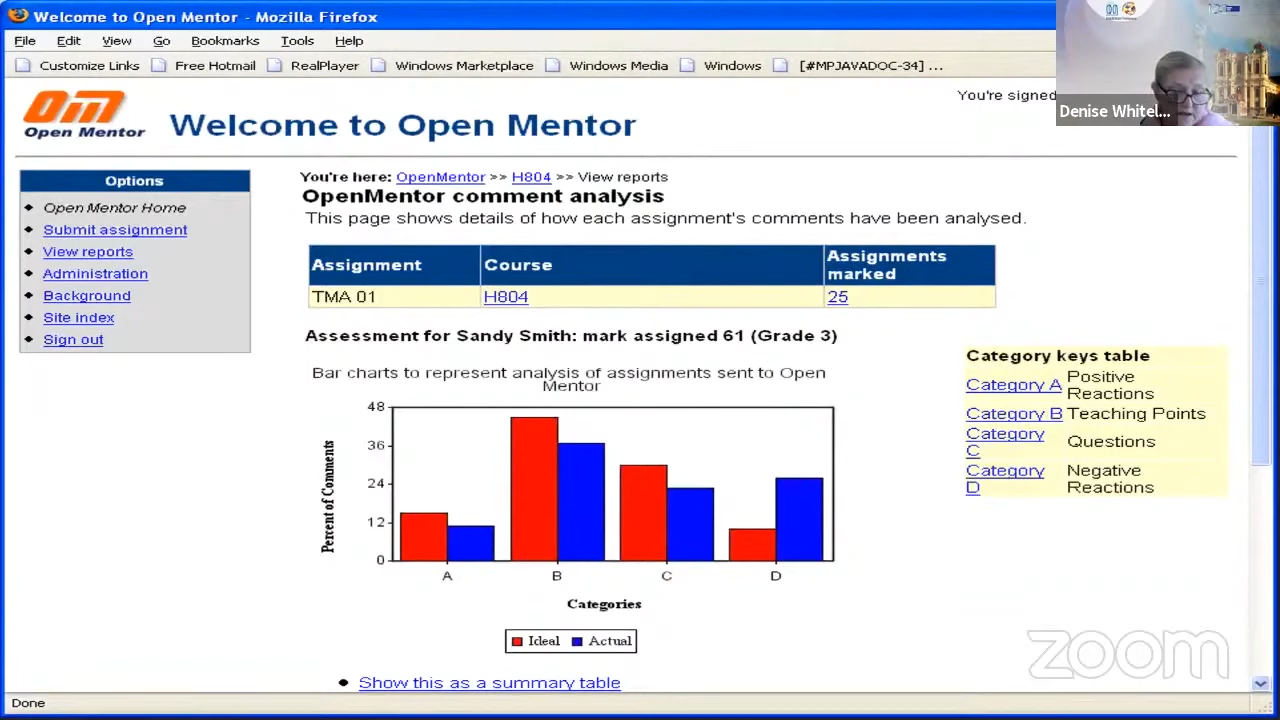 Welcome to Open Mentor - Mozilla Firefox
File Edit View Go Bookmarks Tools Help
Customize Links Free Hotmail RealPlayer Windows Marketplace Windows Media Windows [#MPJAVADOC-34] ...
Denise Whitel...
You're signed
OM
Open Mentor
Welcome to Open Mentor
Options
Open Mentor Home
Submit assignment
View reports
Administration
Background
Site index
Sign out
You're here: OpenMentor >> H804 >> View reports
OpenMentor comment analysis
This page shows details of how each assignment's comments have been analysed.
Assignment Course Assignments marked
TMA 01 H804 25
Assessment for Sandy Smith: mark assigned 61 (Grade 3)
Bar charts to represent analysis of assignments sent to Open
Mentor
48
36
24
12
0
Percent of Comments
A B C D
Categories
Ideal Actual
Category keys table
Category A Positive Reactions
Category B Teaching Points
Category C Questions
Category D Negative Reactions
Show this as a summary table
zoom
Done